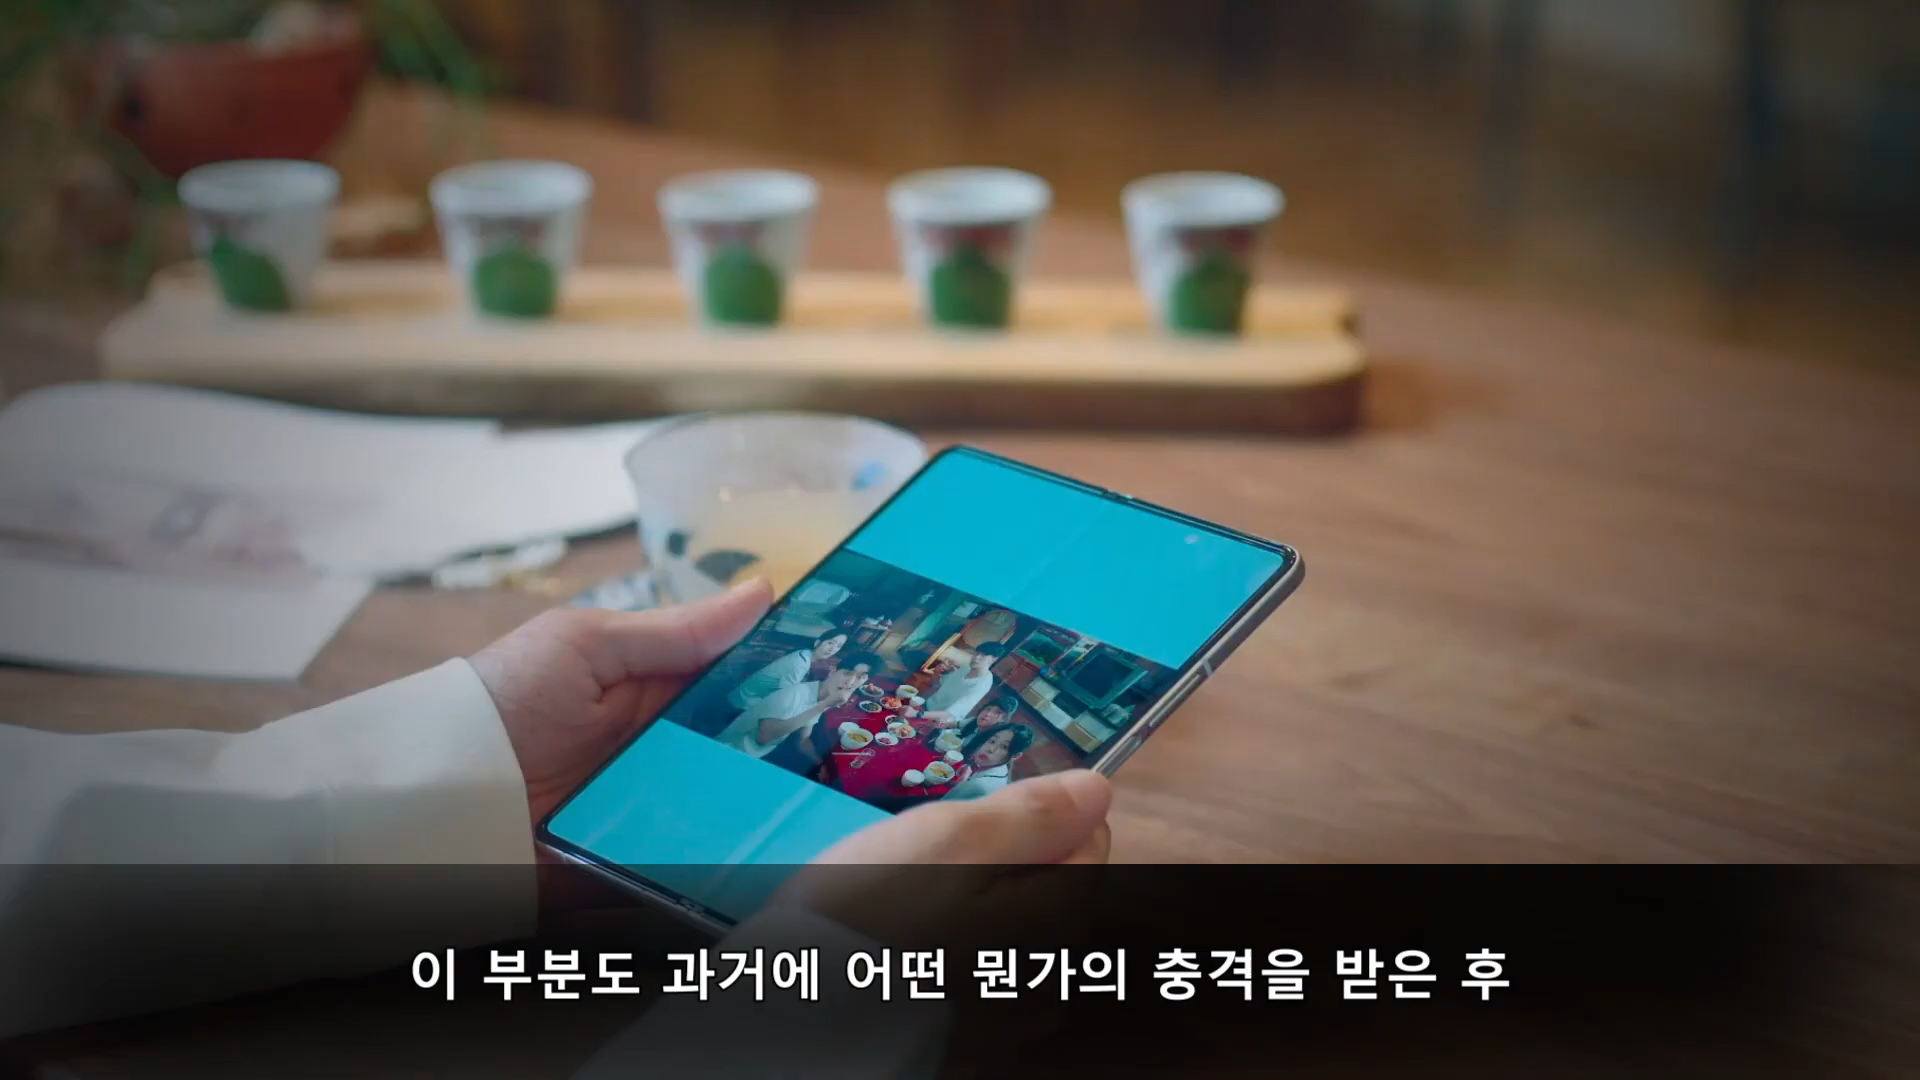 이 부분도 과거에 어떤 뭔가의 충격을 받은 후